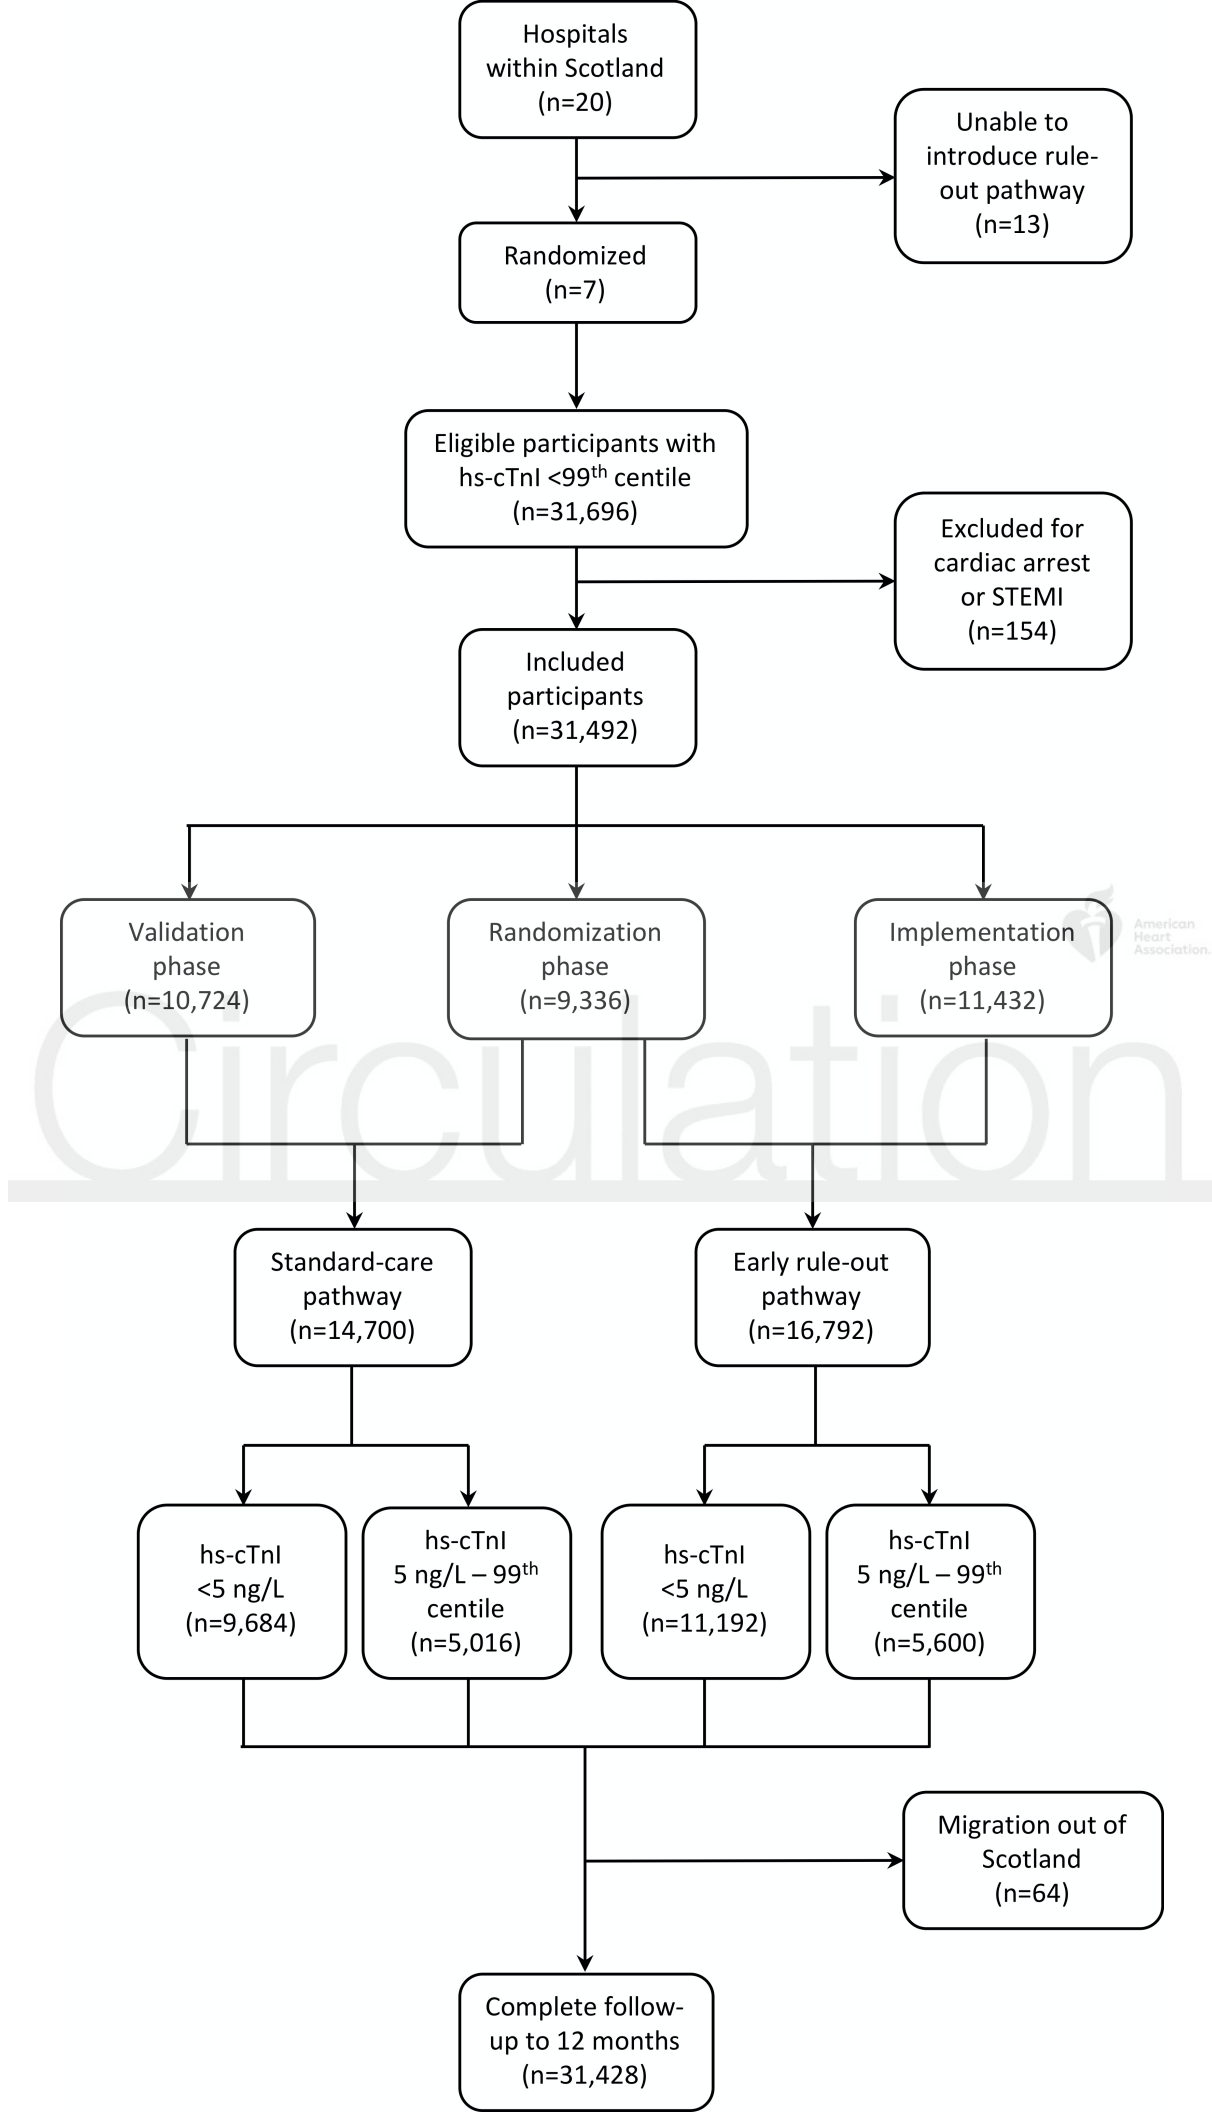 Hospitals
within Scotland
(n=20)
Unable to
introduce rule-
out pathway
(n=13)
Randomized
(n=7)
Eligible participants with
hs-cTnI <99th centile
(n=31,696)
Excluded for
cardiac arrest
or STEMI
(n=154)
Included
participants
(n=31,492)
Validation
phase
(n=10,724)
Randomization
phase
(n=9,336)
Implementation
phase
(n=11,432)
American
Heart
Association.
Circulation
Standard-care
pathway
(n=14,700)
Early rule-out
pathway
(n=16,792)
hs-cTnI
<5 ng/L
(n=9,684)
hs-cTnI
5 ng/L – 99th
centile
(n=5,016)
hs-cTnI
<5 ng/L
(n=11,192)
hs-cTnI
5 ng/L – 99th
centile
(n=5,600)
Migration out of
Scotland
(n=64)
Complete follow-
up to 12 months
(n=31,428)